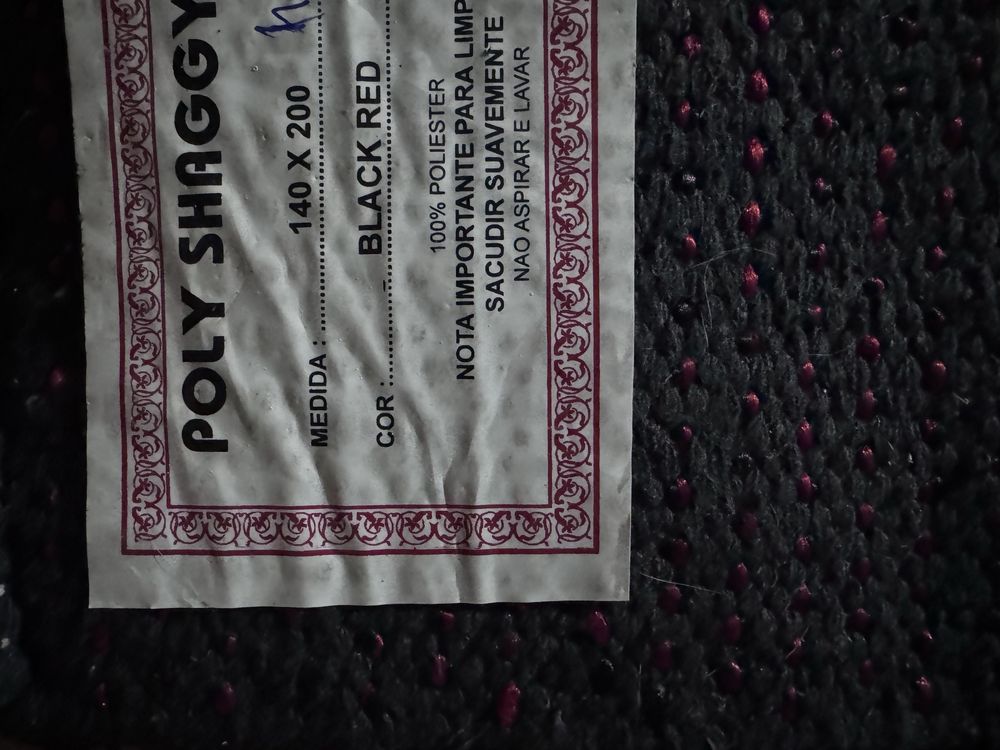 POLY SHAGGY
MEDIDA : 140 X 200
COR : BLACK RED
100% POLIESTER
NOTA IMPORTANTE PARA LIMP
SACUDIR SUAVEMENTE
NAO ASPIRAR E LAVAR